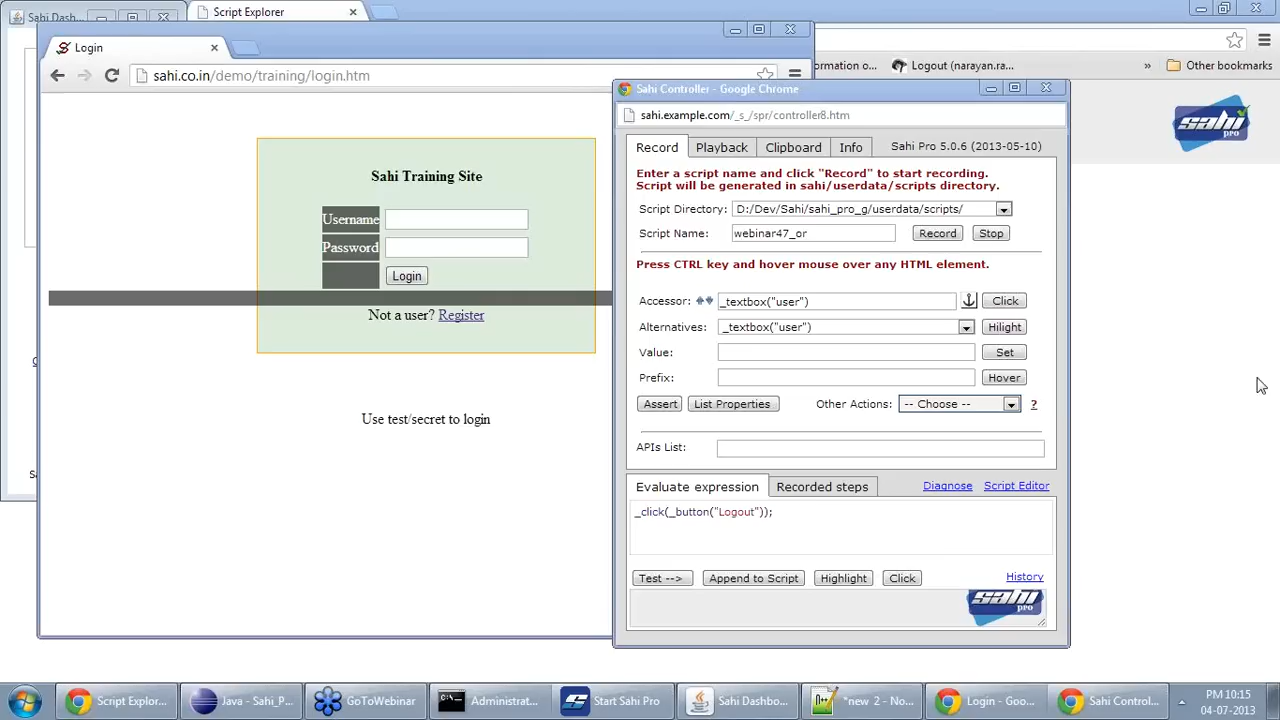 Sahi Dash...
Script Explorer
Login
sahi.co.in/demo/training/login.htm
ormation o...
Logout (narayan.ra...
»
Other bookmarks
Sahi Controller - Google Chrome
sahi.example.com/_s_/spr/controller8.htm
sahi
pro
Sahi Training Site
Username
Password
Login
Not a user? Register
Use test/secret to login
Record
Playback
Clipboard
Info
Sahi Pro 5.0.6 (2013-05-10)
Enter a script name and click "Record" to start recording.
Script will be generated in sahi/userdata/scripts directory.
Script Directory: D:/Dev/Sahi/sahi_pro_g/userdata/scripts/
Script Name: webinar47_or Record Stop
Press CTRL key and hover mouse over any HTML element.
Accessor: _textbox("user") Click
Alternatives: _textbox("user") Hilight
Value: Set
Prefix: Hover
Assert List Properties Other Actions: -- Choose -- ?
APIs List:
Evaluate expression Recorded steps Diagnose Script Editor
_click(_button("Logout"));
Test --> Append to Script Highlight Click History
sahi
pro
Script Explor...
Java - Sahi_P...
GoToWebinar
Administrat...
Start Sahi Pro
Sahi Dashbo...
*new 2 - No...
Login - Goo...
Sahi Control...
PM 10:15
04-07-2013